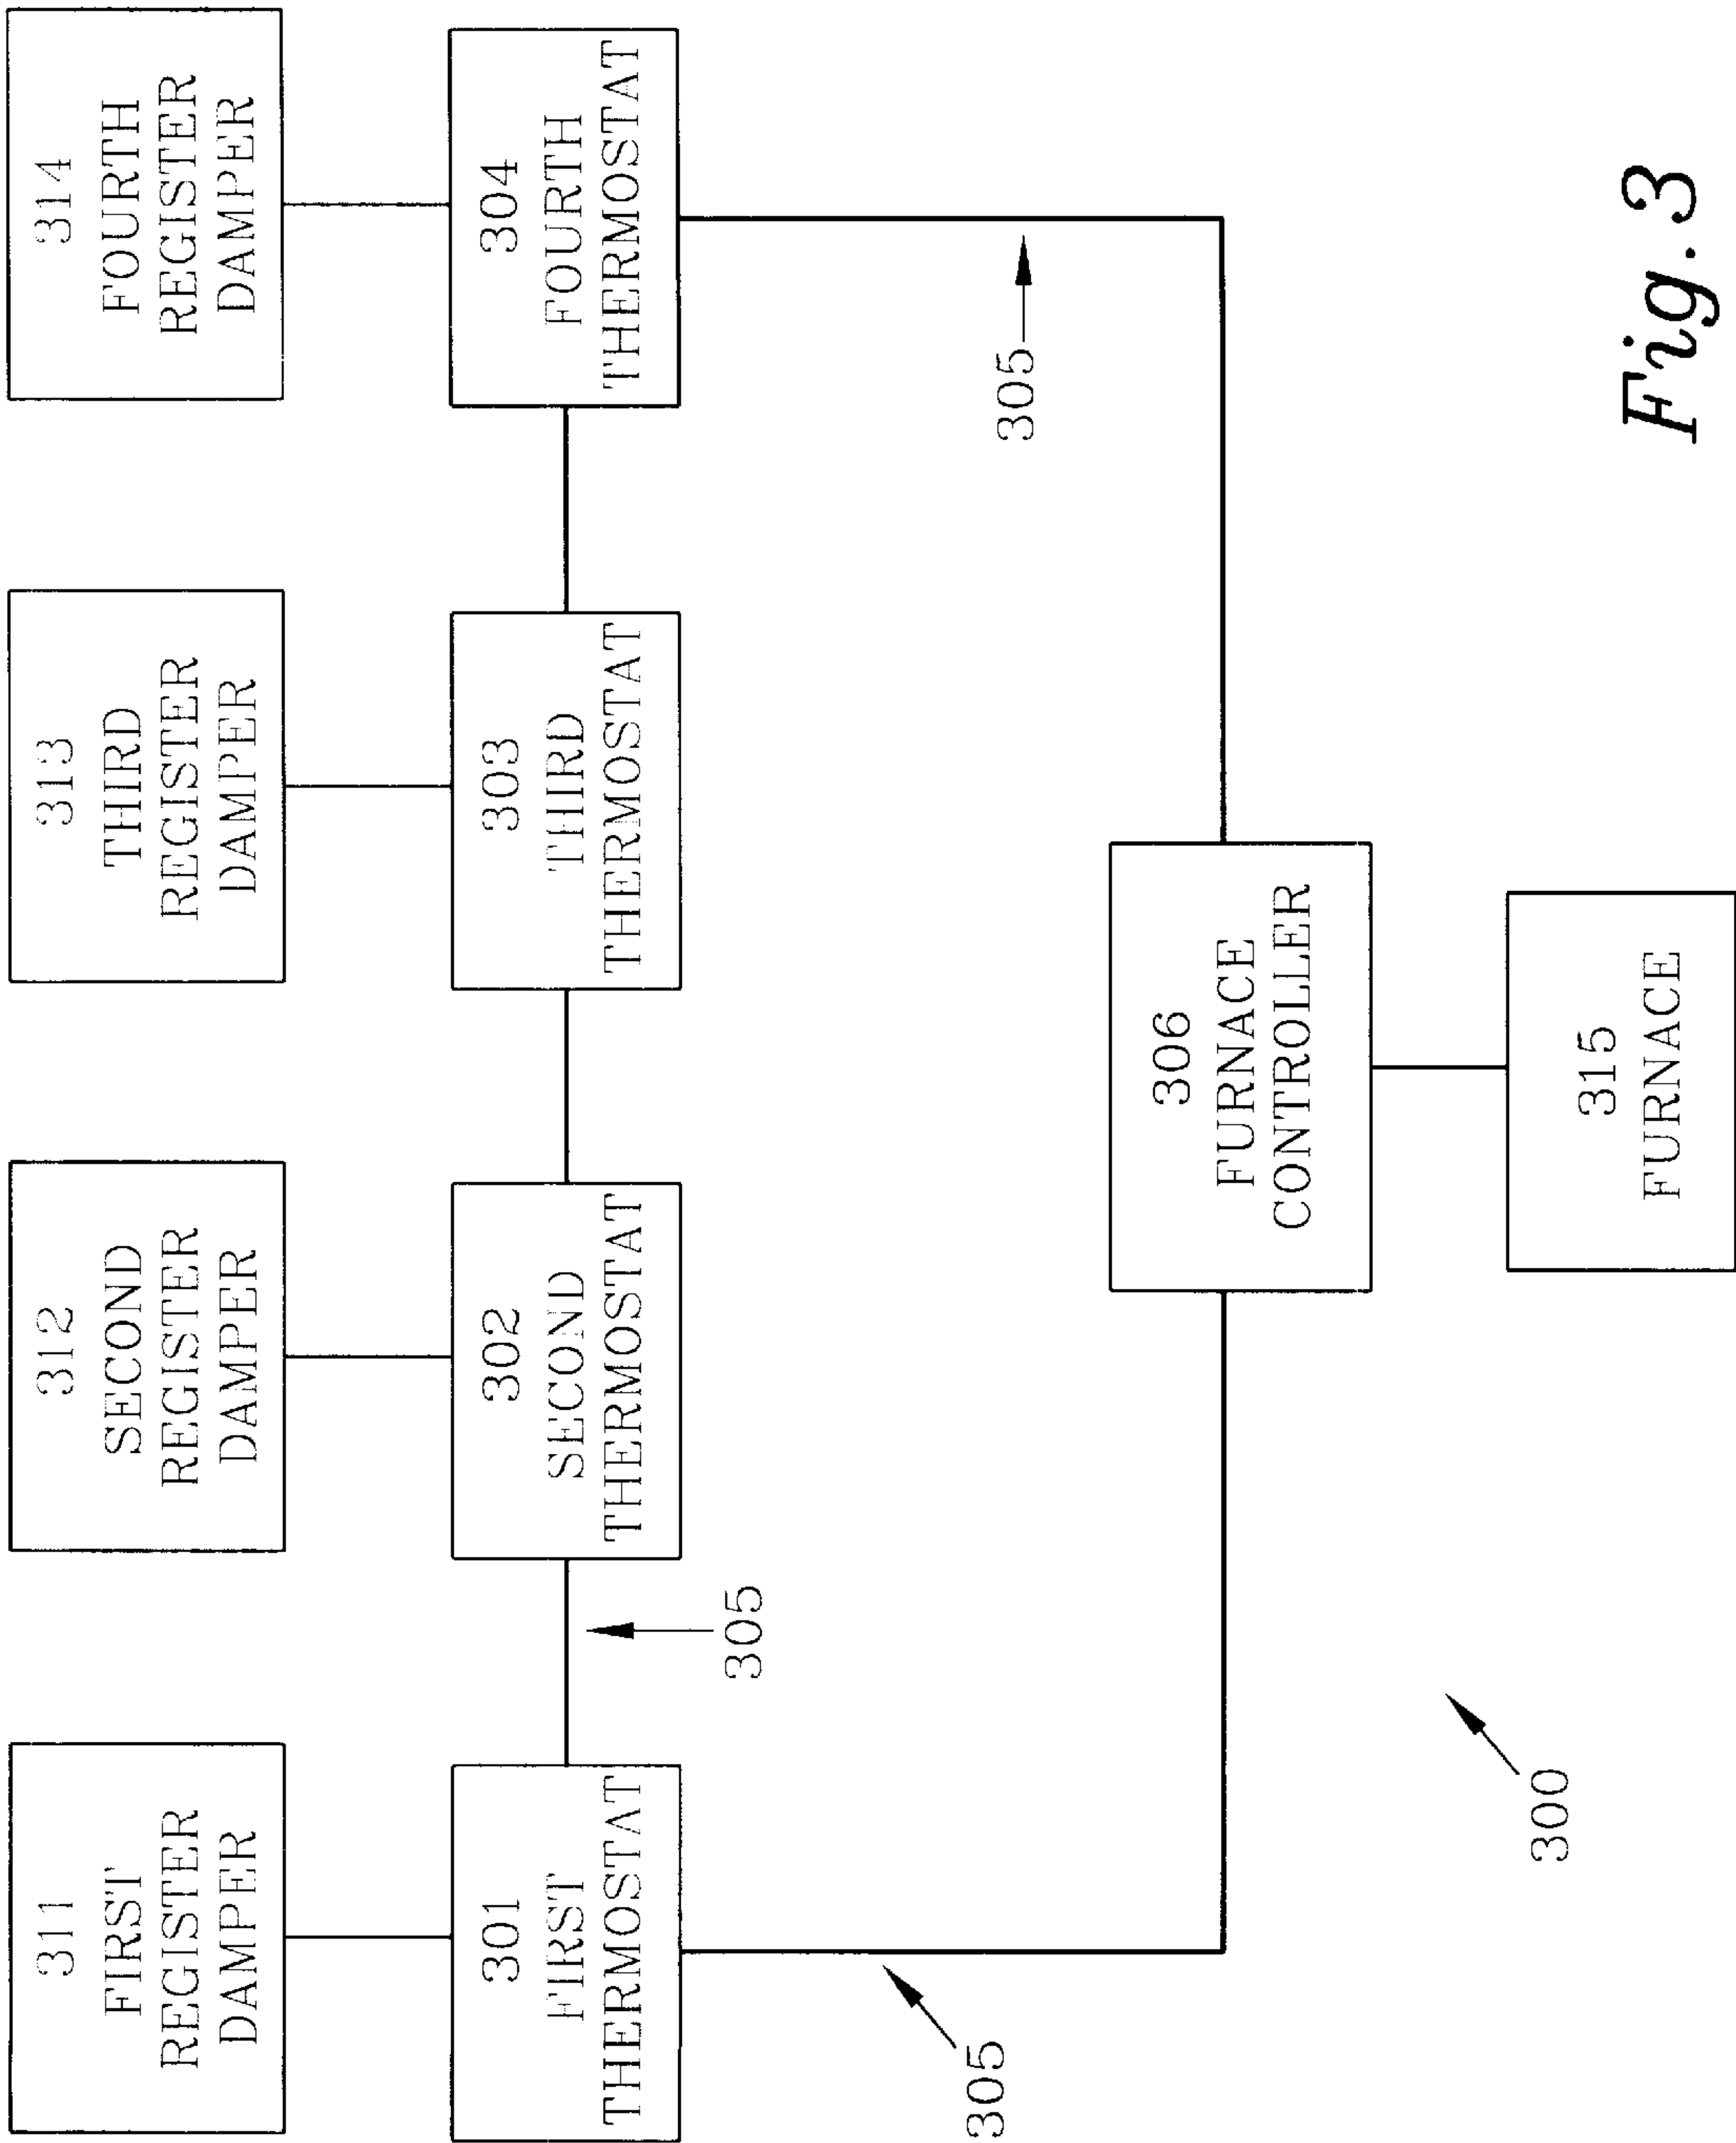 311
FIRST
REGISTER
DAMPER
312
SECOND
REGISTER
DAMPER
313
THIRD
REGISTER
DAMPER
314
FOURTH
REGISTER
DAMPER
301
FIRST
THERMOSTAT
302
SECOND
THERMOSTAT
303
THIRD
THERMOSTAT
304
FOURTH
THERMOSTAT
305
305
305
306
FURNACE
CONTROLLER
300
315
FURNACE
Fig. 3